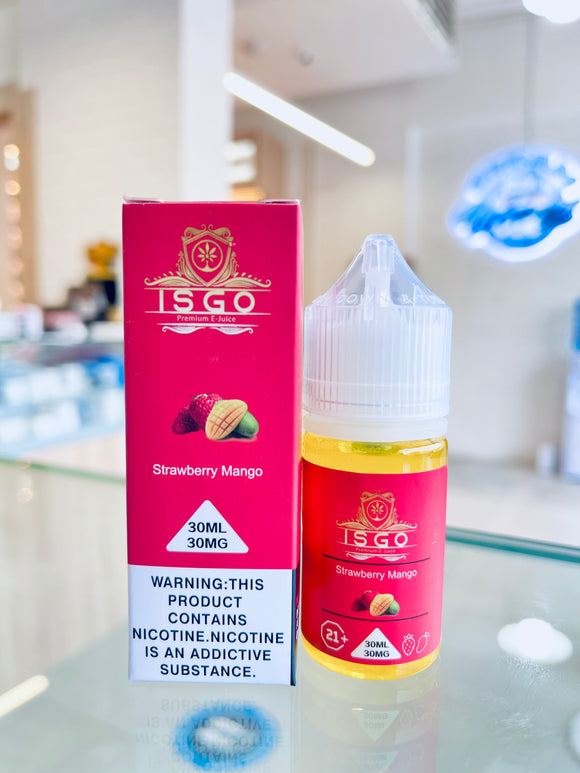 ISGO
Premium E-Juice
Strawberry Mango
30ML
30MG
WARNING:THIS
PRODUCT
CONTAINS
NICOTINE.NICOTINE
IS AN ADDICTIVE
SUBSTANCE.
ISGO
Premium E-Juice
Strawberry Mango
21+
30ML
30MG